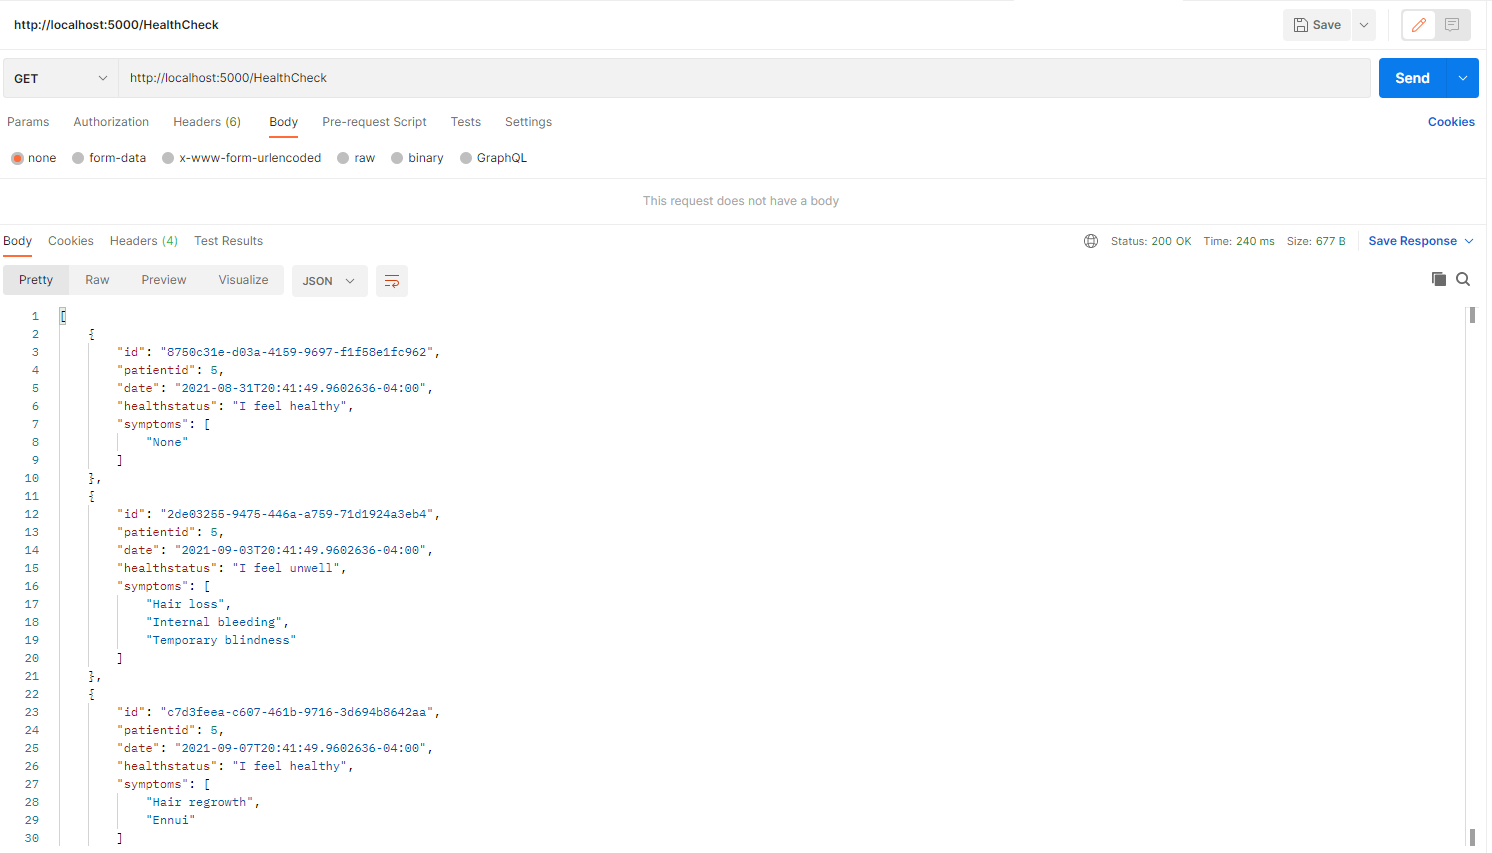 http://localhost:5000/HealthCheck Save
GET http://localhost:5000/HealthCheck Send
Params Authorization Headers (6) Body Pre-request Script Tests Settings Cookies
none form-data x-www-form-urlencoded raw binary GraphQL
This request does not have a body
Body Cookies Headers (4) Test Results Status: 200 OK Time: 240 ms Size: 677 B Save Response
Pretty Raw Preview Visualize JSON
1 [
2 {
3 "id": "8750c31e-d03a-4159-9697-f1f58e1fc962",
4 "patientid": 5,
5 "date": "2021-08-31T20:41:49.9602636-04:00",
6 "healthstatus": "I feel healthy",
7 "symptoms": [
8 "None"
9 ]
10 },
11 {
12 "id": "2de03255-9475-446a-a759-71d1924a3eb4",
13 "patientid": 5,
14 "date": "2021-09-03T20:41:49.9602636-04:00",
15 "healthstatus": "I feel unwell",
16 "symptoms": [
17 "Hair loss",
18 "Internal bleeding",
19 "Temporary blindness"
20 ]
21 },
22 {
23 "id": "c7d3feea-c607-461b-9716-3d694b8642aa",
24 "patientid": 5,
25 "date": "2021-09-07T20:41:49.9602636-04:00",
26 "healthstatus": "I feel healthy",
27 "symptoms": [
28 "Hair regrowth",
29 "Ennui"
30 ]